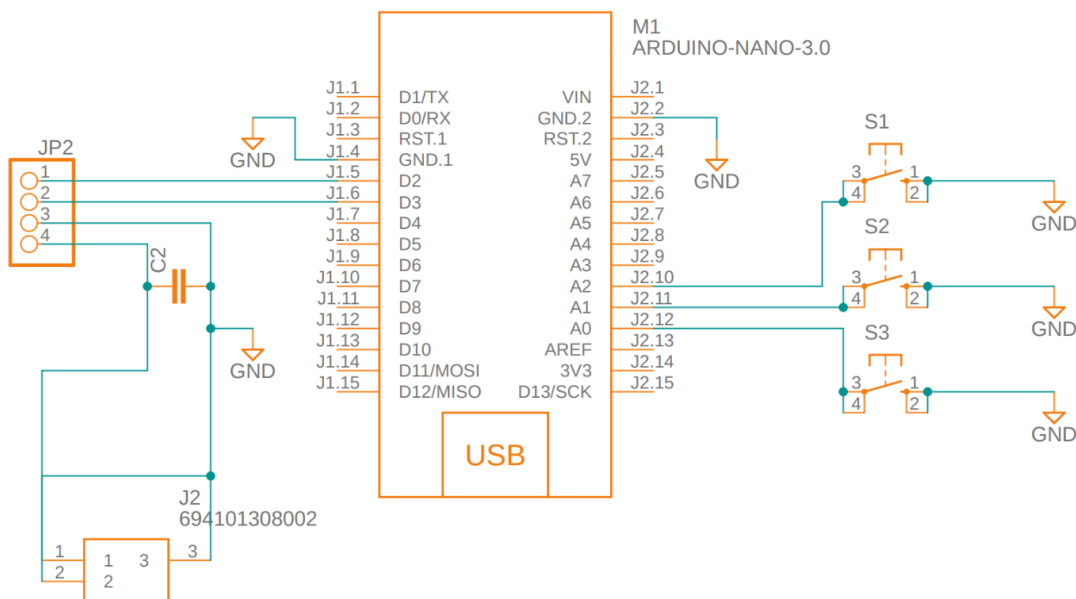 M1
ARDUINO-NANO-3.0
J1.1 D1/TX VIN J2.1
J1.2 D0/RX GND.2 J2.2
J1.3 RST.1 RST.2 J2.3
J1.4 GND.1 5V J2.4
J1.5 D2 A7 J2.5
J1.6 D3 A6 J2.6
J1.7 D4 A5 J2.7
J1.8 D5 A4 J2.8
J1.9 D6 A3 J2.9
J1.10 D7 A2 J2.10
J1.11 D8 A1 J2.11
J1.12 D9 A0 J2.12
J1.13 D10 AREF J2.13
J1.14 D11/MOSI 3V3 J2.14
J1.15 D12/MISO D13/SCK J2.15
USB
GND
GND
JP2
1
2
3
4
C2
GND
J2
694101308002
1 1 3 3
2 2
S1
3 1
4 2
GND
S2
3 1
4 2
GND
S3
3 1
4 2
GND